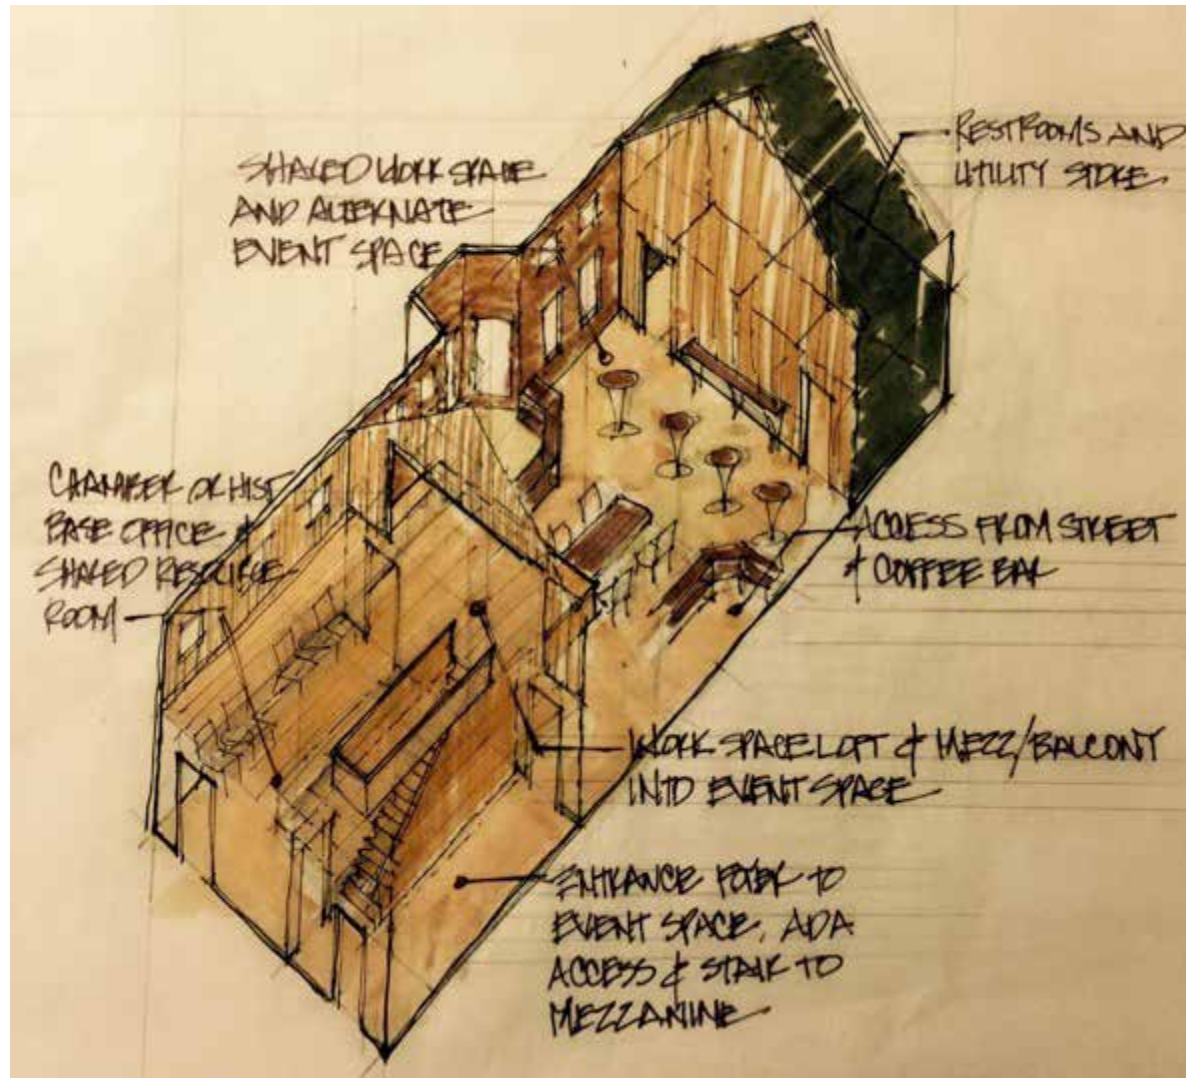 SHARED WORK SPACE
AND ALTERNATE
EVENT SPACE
RESTROOMS AND
UTILITY STORE
CHAMBER OR HIST
BASE OFFICE &
SHARED RESOURCE
ROOM
ACCESS FROM STREET
& COFFEE BAR
WORK SPACE LOFT & MEZZ/BALCONY
INTO EVENT SPACE
ENTRANCE FOYER TO
EVENT SPACE, ADA
ACCESS & STAIR TO
MEZZANINE